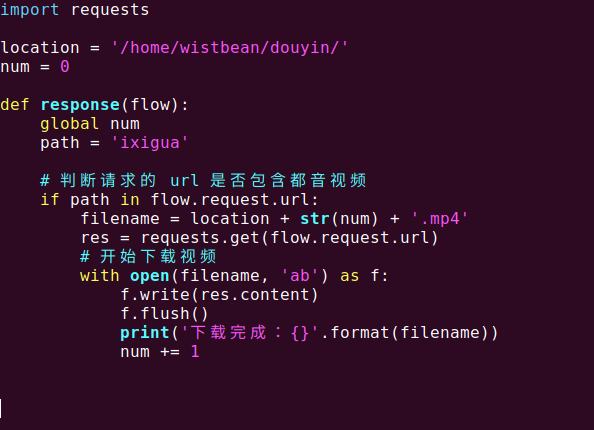 import requests

location = '/home/wistbean/douyin/'
num = 0

def response(flow):
    global num
    path = 'ixigua'

    # 判断请求的 url 是否包含都音视频
    if path in flow.request.url:
        filename = location + str(num) + '.mp4'
        res = requests.get(flow.request.url)
        # 开始下载视频
        with open(filename, 'ab') as f:
            f.write(res.content)
            f.flush()
            print('下载完成：{}'.format(filename))
            num += 1